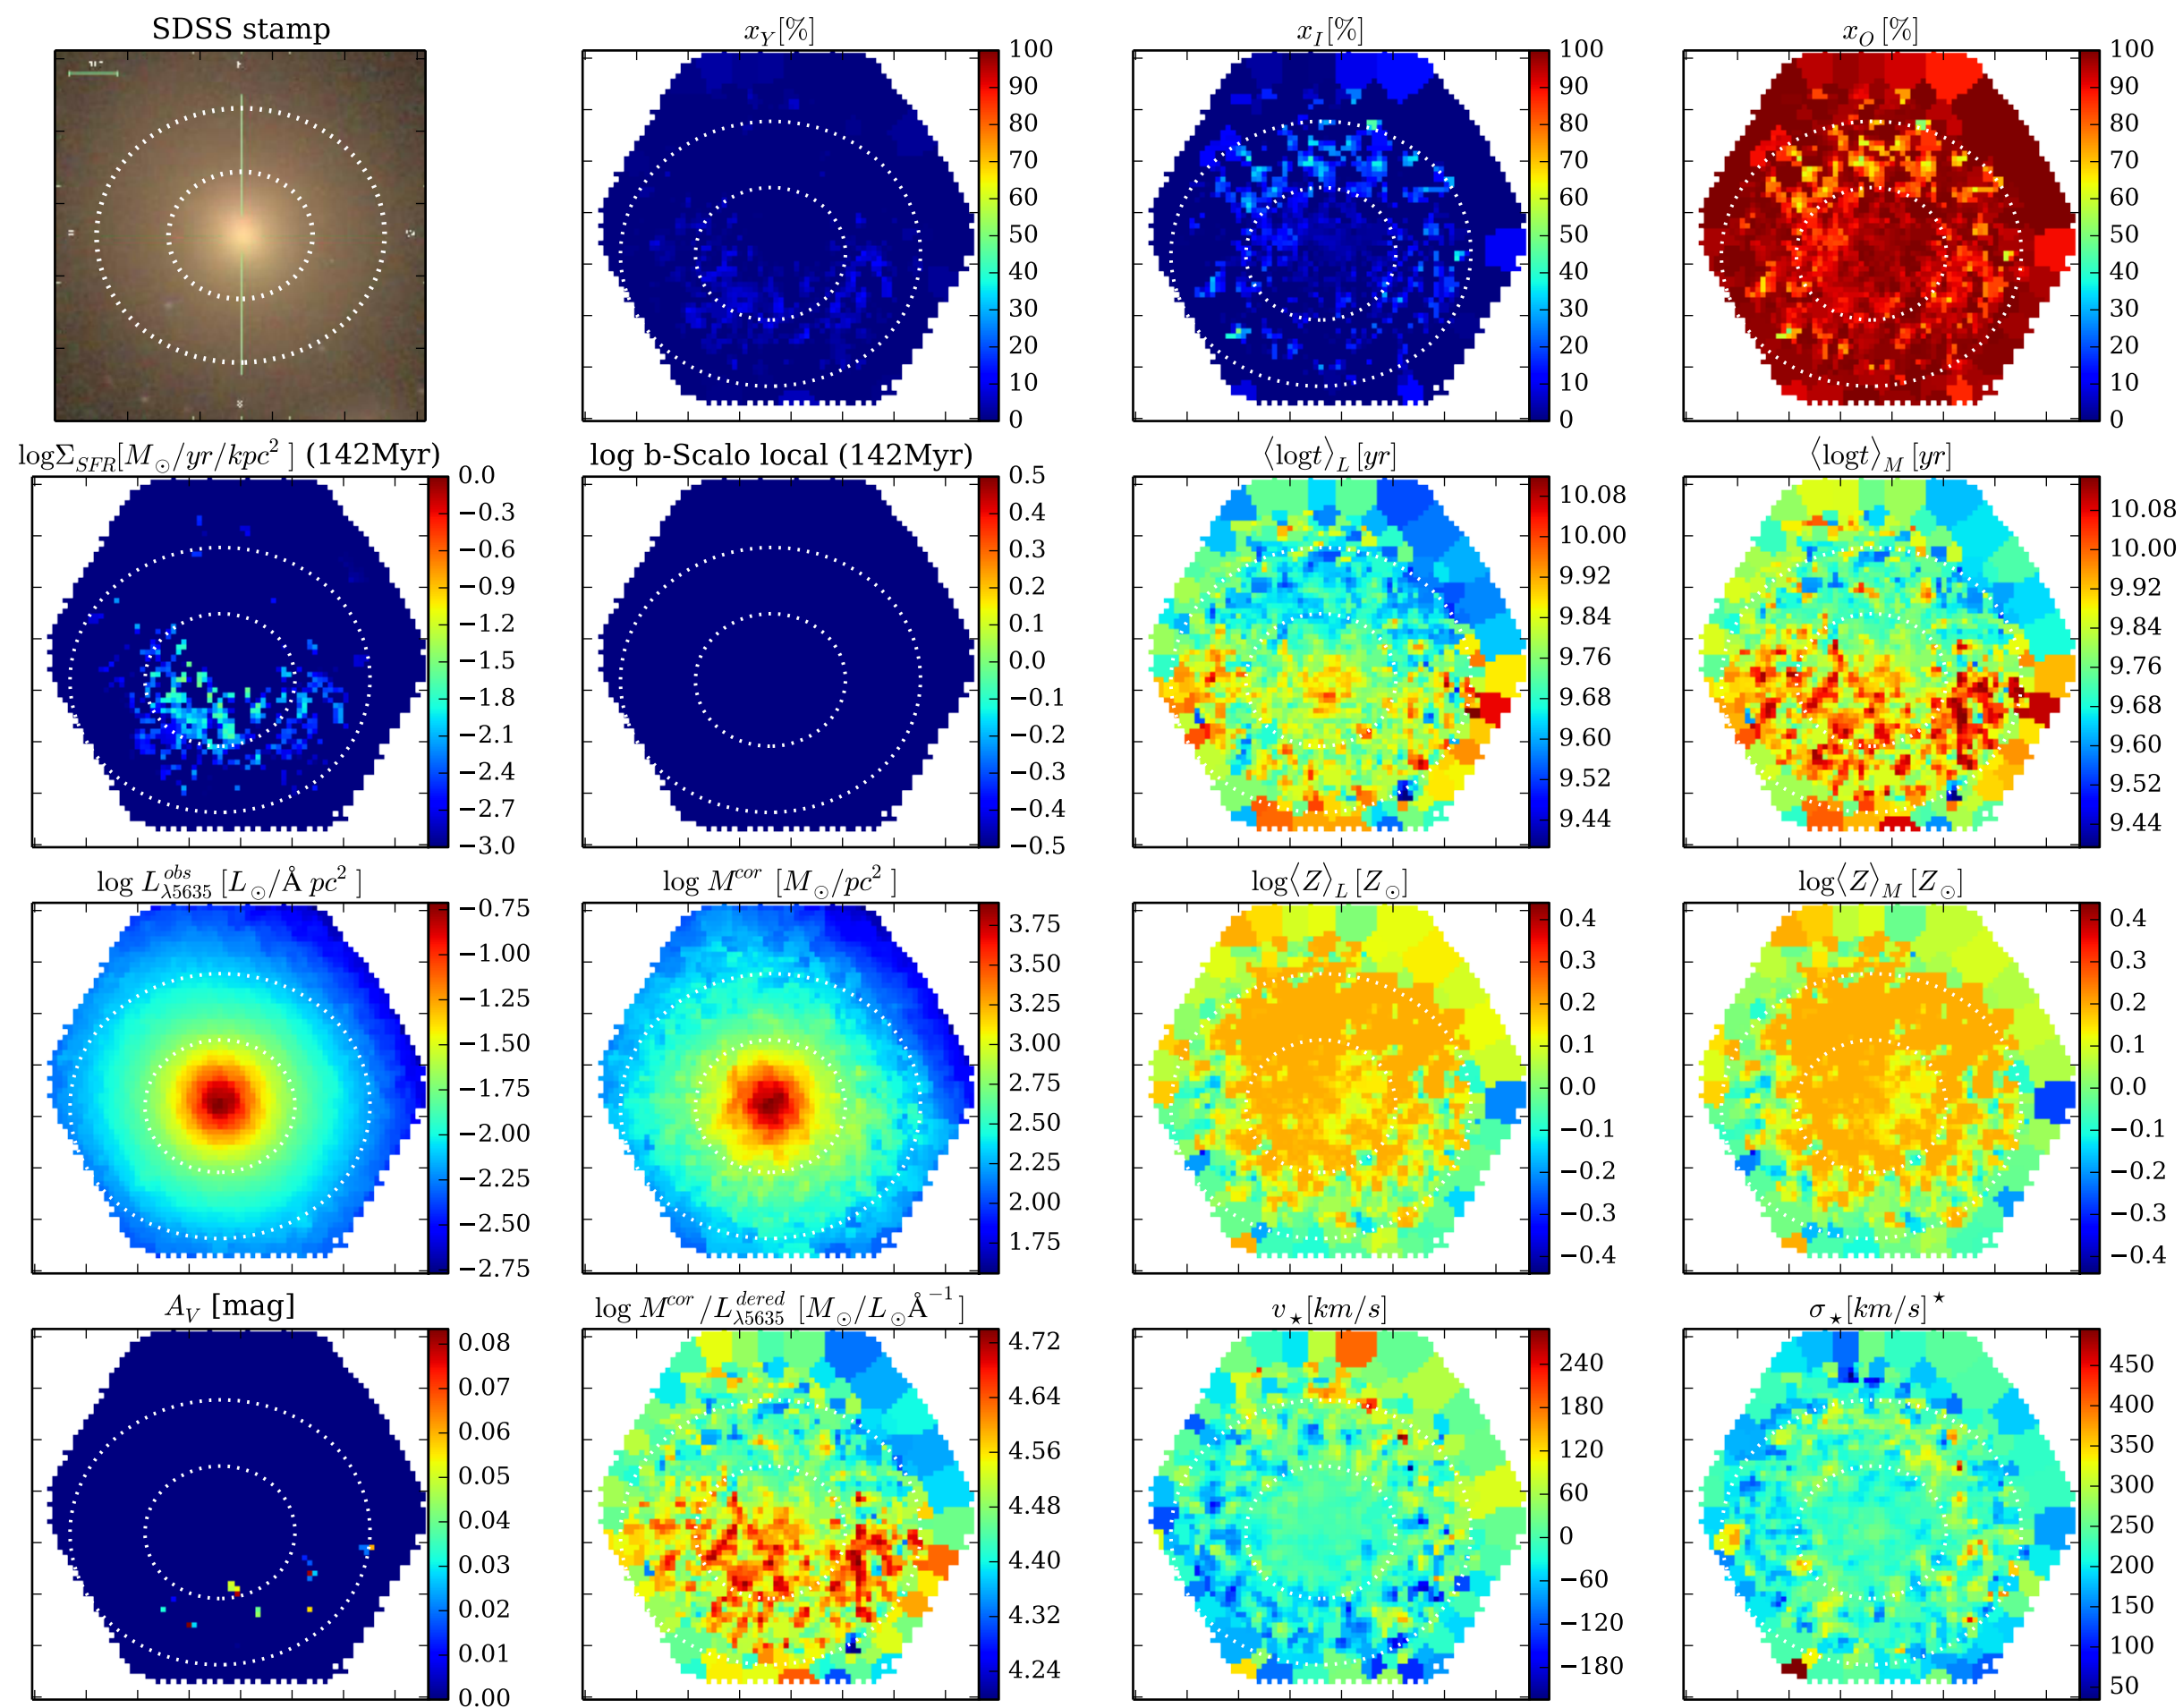 SDSS stamp
x_Y[%]
x_I[%]
x_O[%]
100 90 80 70 60 50 40 30 20 10 0
100 90 80 70 60 50 40 30 20 10 0
100 90 80 70 60 50 40 30 20 10 0
logΣ_SFR[M_⊙/yr/kpc²] (142Myr)
log b-Scalo local (142Myr)
⟨logt⟩_L [yr]
⟨logt⟩_M [yr]
0.0 −0.3 −0.6 −0.9 −1.2 −1.5 −1.8 −2.1 −2.4 −2.7 −3.0
0.5 0.4 0.3 0.2 0.1 0.0 −0.1 −0.2 −0.3 −0.4 −0.5
10.08 10.00 9.92 9.84 9.76 9.68 9.60 9.52 9.44
10.08 10.00 9.92 9.84 9.76 9.68 9.60 9.52 9.44
log L^obs_λ5635 [L_⊙/Å pc²]
log M^cor [M_⊙/pc²]
log⟨Z⟩_L [Z_⊙]
log⟨Z⟩_M [Z_⊙]
−0.75 −1.00 −1.25 −1.50 −1.75 −2.00 −2.25 −2.50 −2.75
3.75 3.50 3.25 3.00 2.75 2.50 2.25 2.00 1.75
0.4 0.3 0.2 0.1 0.0 −0.1 −0.2 −0.3 −0.4
0.4 0.3 0.2 0.1 0.0 −0.1 −0.2 −0.3 −0.4
A_V [mag]
log M^cor/L^dered_λ5635 [M_⊙/L_⊙Å^−1]
v_⋆[km/s]
σ_⋆[km/s]^⋆
0.08 0.07 0.06 0.05 0.04 0.03 0.02 0.01 0.00
4.72 4.64 4.56 4.48 4.40 4.32 4.24
240 180 120 60 0 −60 −120 −180
450 400 350 300 250 200 150 100 50